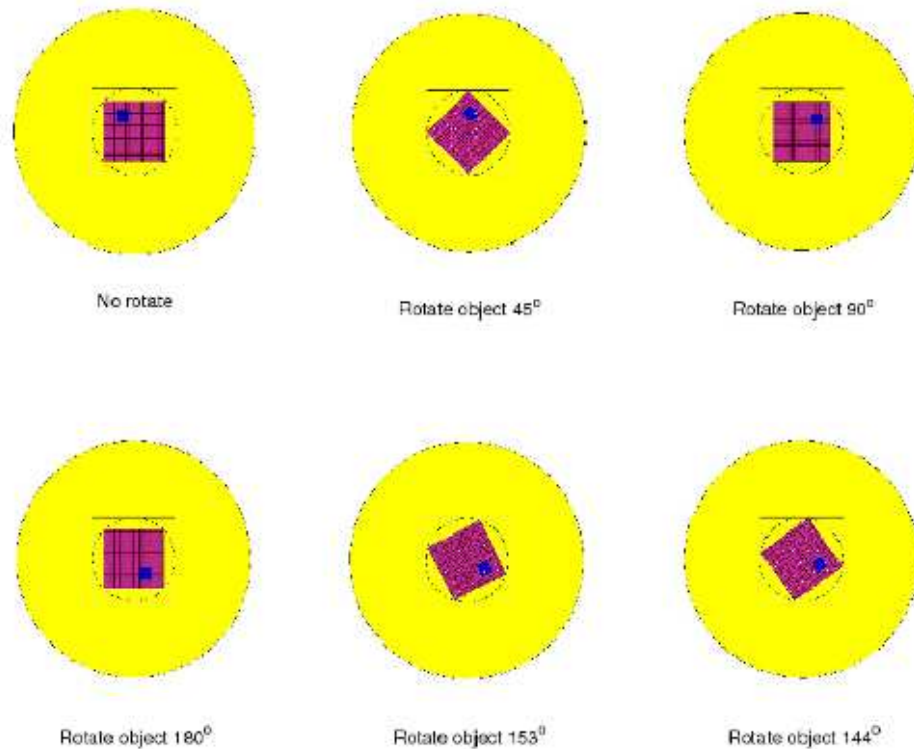 No rotate
Rotate object 45°
Rotate object 90°
Rotate object 180°
Rotate object 153°
Rotate object 144°